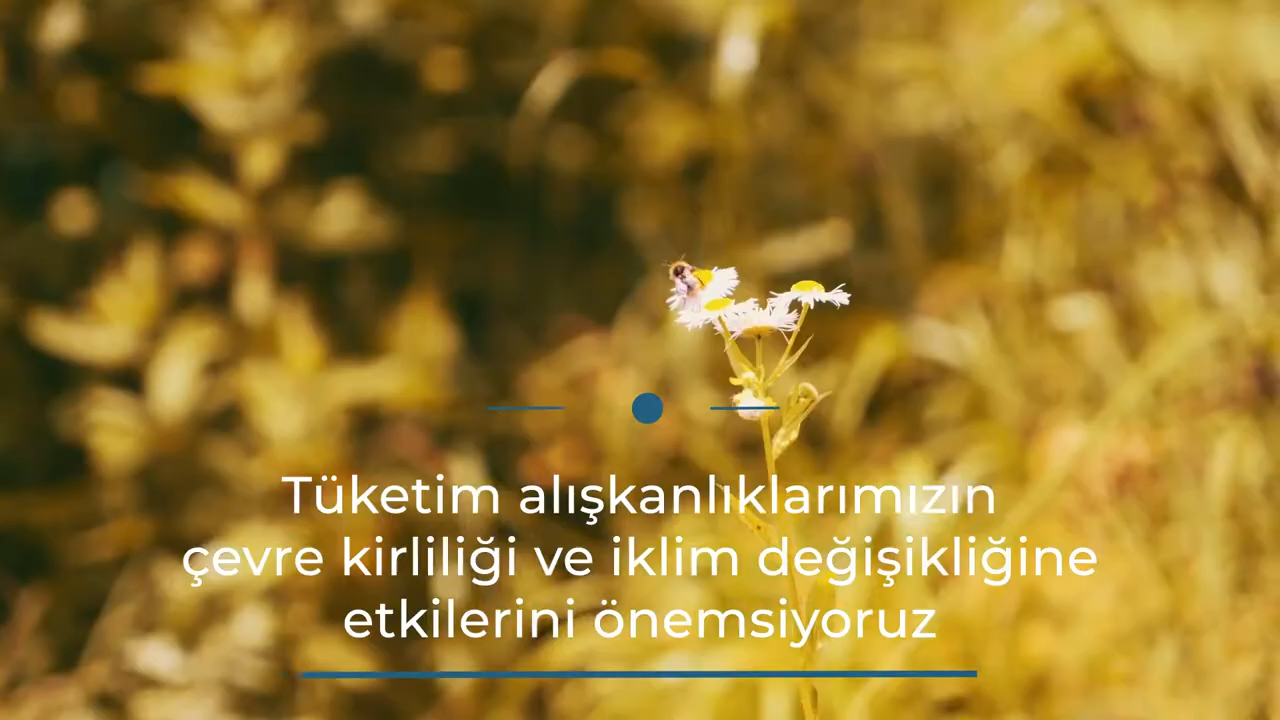 Tüketim alışkanlıklarımızın
çevre kirliliği ve iklim değişikliğine
etkilerini önemsiyoruz